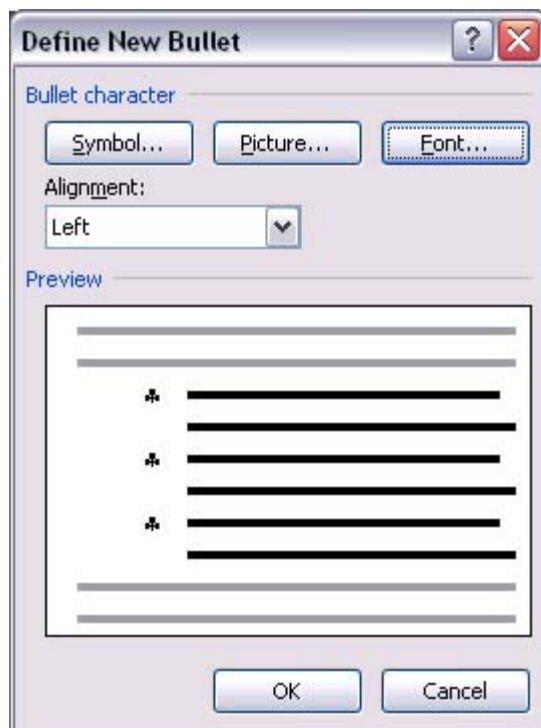 Define New Bullet
Bullet character
Symbol... Picture... Font...
Alignment:
Left
Preview
OK Cancel